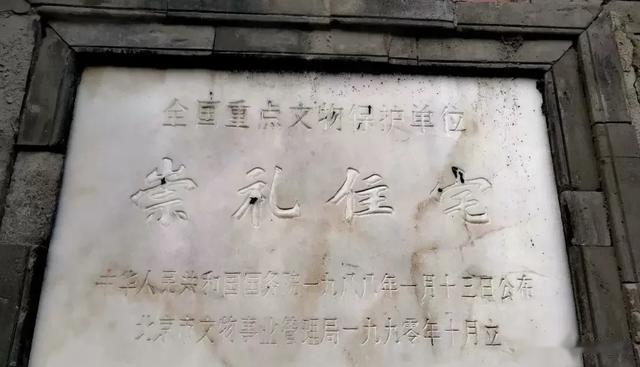 全国重点文物保护单位
崇礼住宅
中华人民共和国国务院一九八八年一月十三日公布
北京市文物事业管理局一九九零年十月立